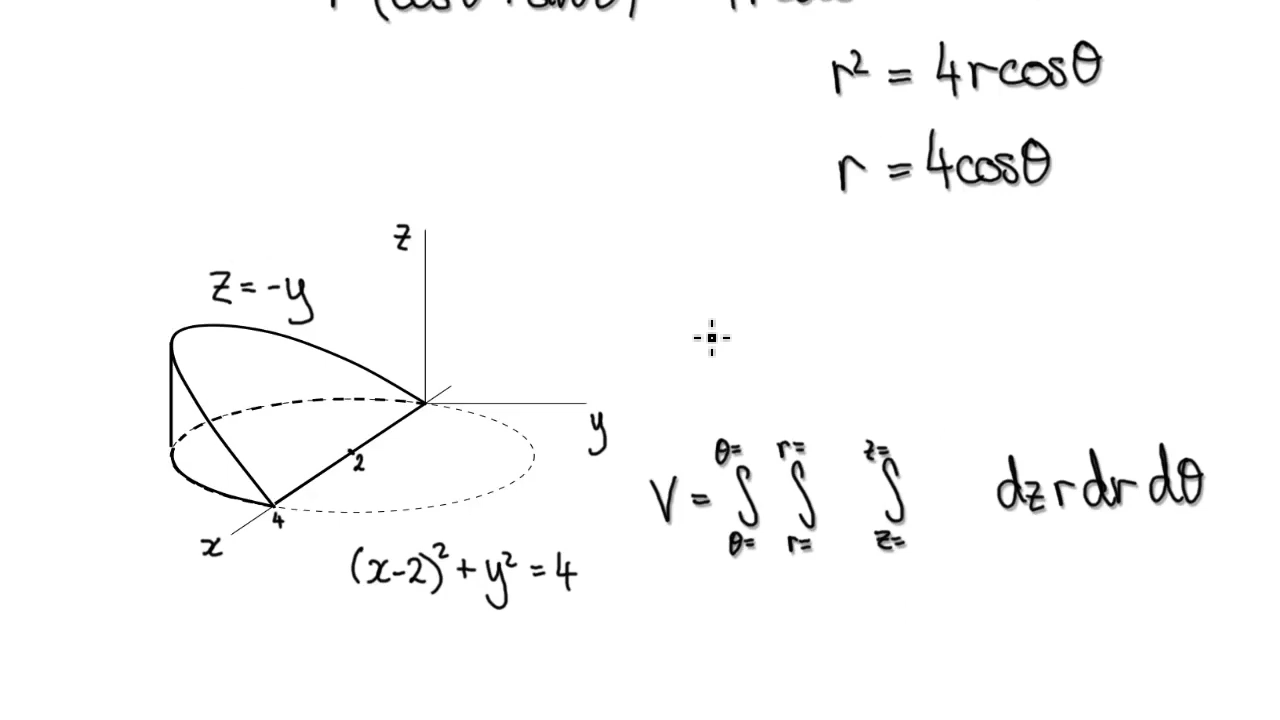 r² = 4rcosθ
r = 4cosθ
z
z = -y
y
2
4
x
(x-2)² + y² = 4
θ= r= z=
V = ∫ ∫ ∫ dz r dr dθ
θ= r= z=